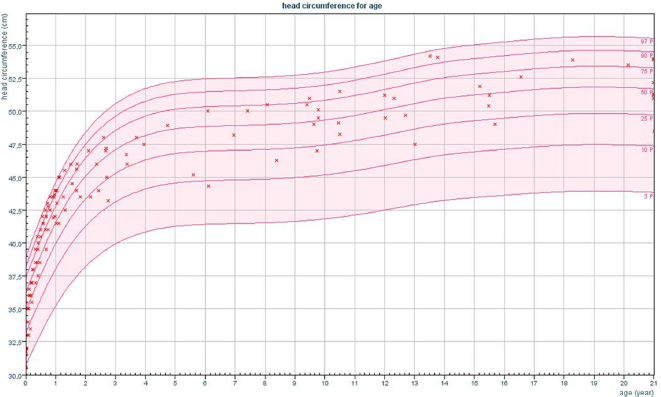 head circumference for age
head circumference (cm)
55,0
52,5
50,0
47,5
45,0
42,5
40,0
37,5
35,0
32,5
30,0
97 P
90 P
75 P
50 P
25 P
10 P
3 P
0 1 2 3 4 5 6 7 8 9 10 11 12 13 14 15 16 17 18 19 20 21
age (year)